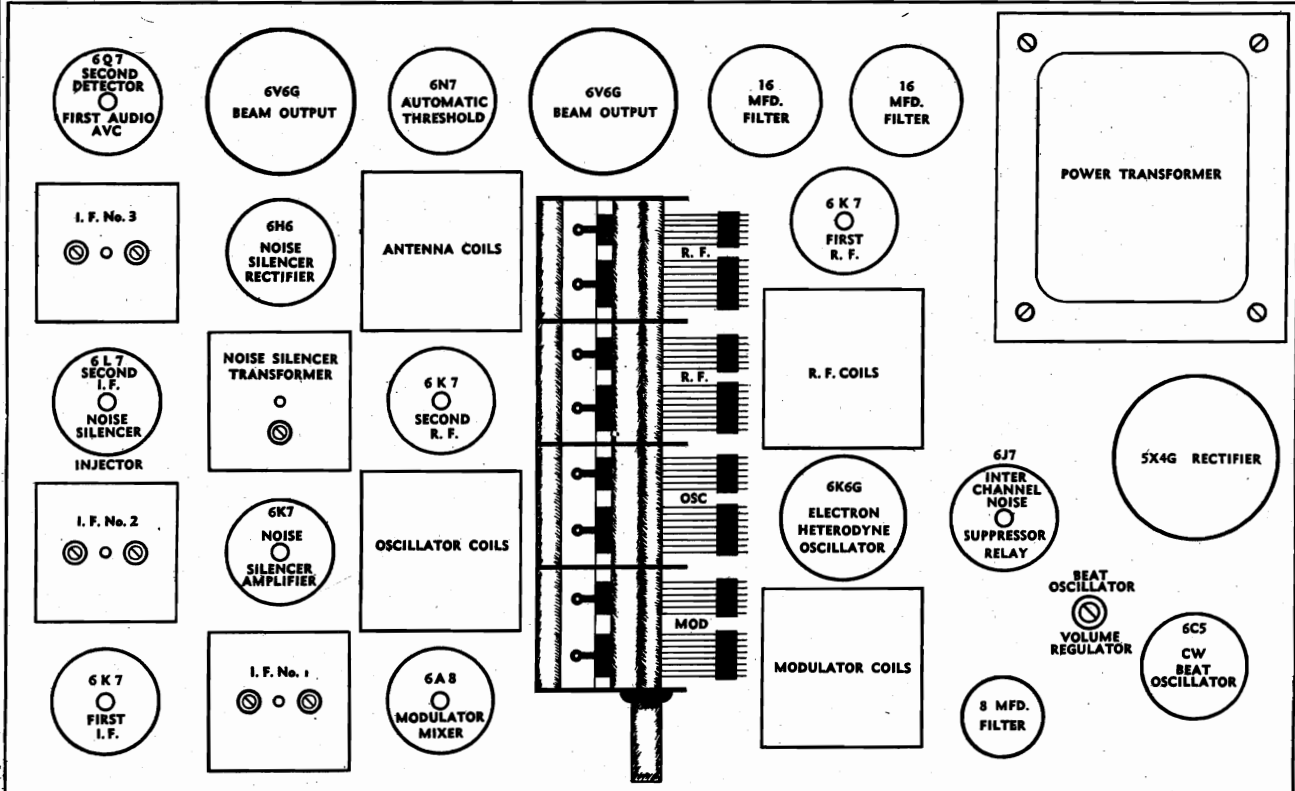 6Q7
SECOND
DETECTOR
FIRST AUDIO
AVC
6V6G
BEAM OUTPUT
6N7
AUTOMATIC
THRESHOLD
6V6G
BEAM OUTPUT
16
MFD.
FILTER
16
MFD.
FILTER
POWER TRANSFORMER
I. F. No. 3
6H6
NOISE
SILENCER
RECTIFIER
ANTENNA COILS
R. F.
6 K 7
FIRST
R. F.
6 L 7
SECOND
I. F.
NOISE
SILENCER
INJECTOR
NOISE SILENCER
TRANSFORMER
6 K 7
SECOND
R. F.
R. F.
R. F. COILS
5X4G RECTIFIER
I. F. No. 2
6K7
NOISE
SILENCER
AMPLIFIER
OSCILLATOR COILS
OSC
6K6G
ELECTRON
HETERODYNE
OSCILLATOR
6J7
INTER
CHANNEL
NOISE
SUPPRESSOR
RELAY
BEAT
OSCILLATOR
VOLUME
REGULATOR
6C5
CW
BEAT
OSCILLATOR
6 K 7
FIRST
I. F.
I. F. No. 1
6 A 8
MODULATOR
MIXER
MOD
MODULATOR COILS
8 MFD.
FILTER